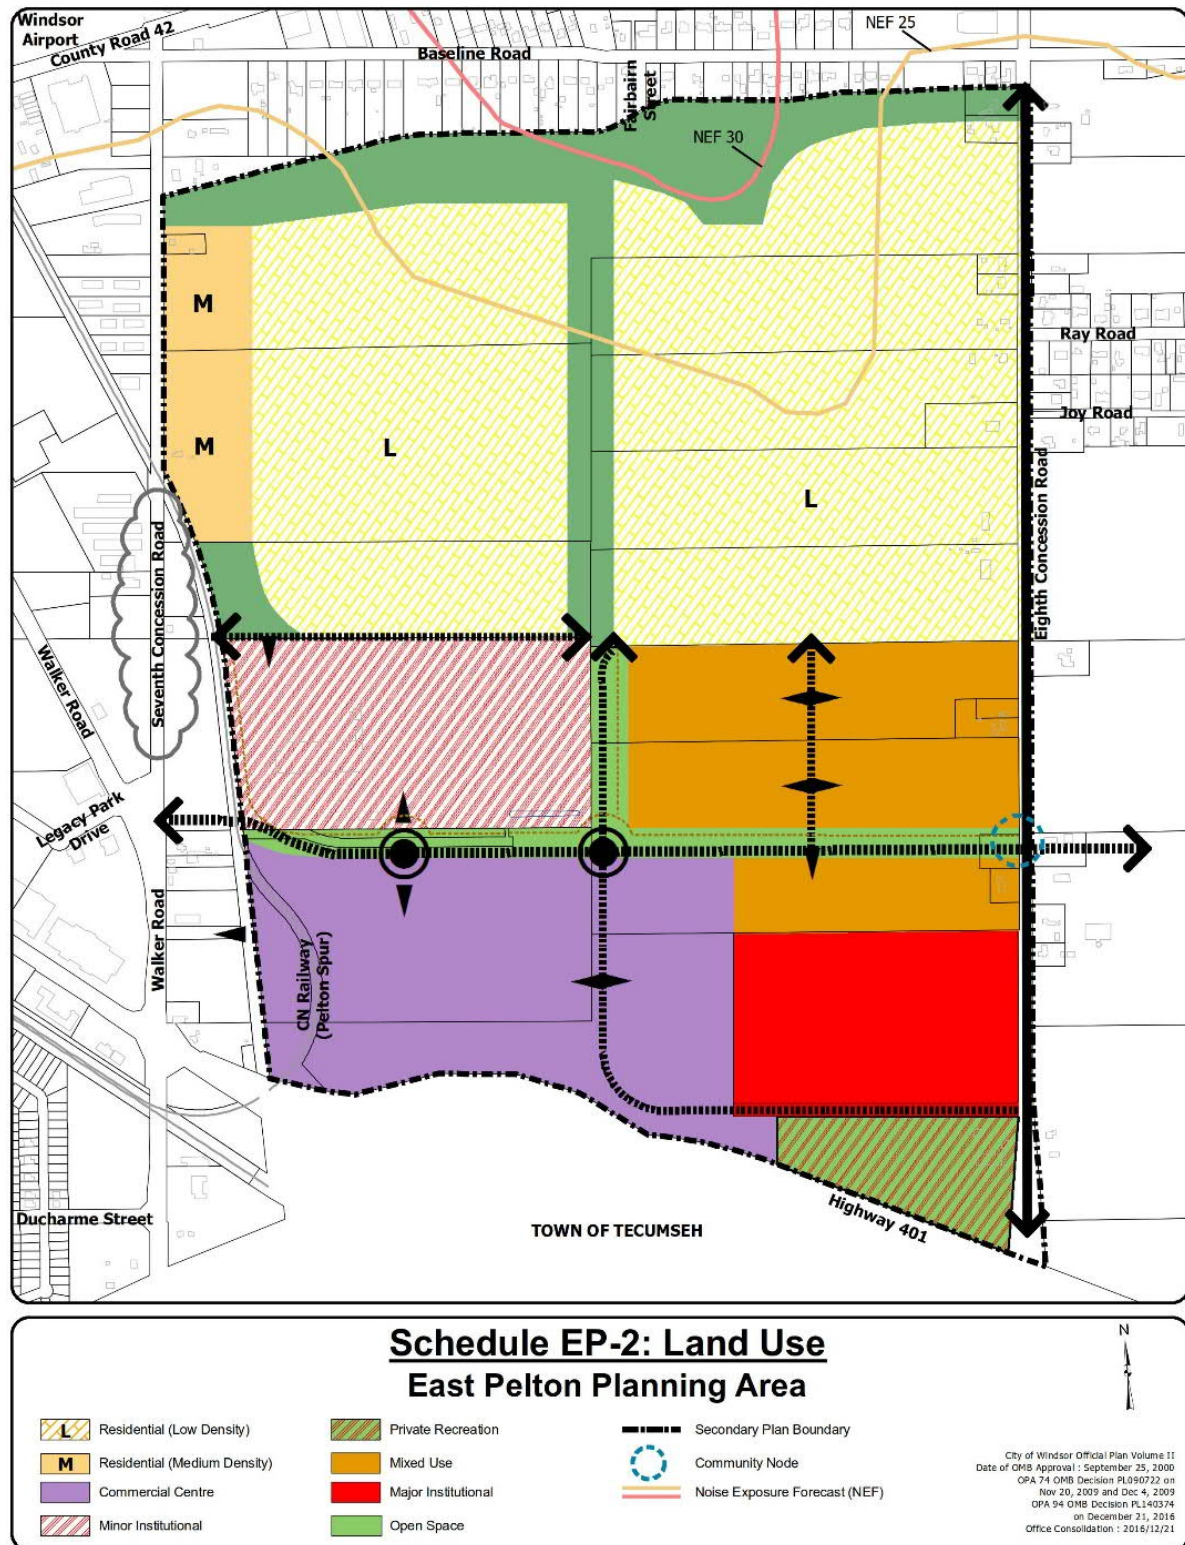 Windsor
Airport
County Road 42
NEF 25
Baseline Road
Fairbairn
Street
NEF 30
M
Ray Road
Joy Road
M
L
L
Eighth Concession Road
Seventh Concession Road
Walker Road
Legacy Park
Drive
Walker Road
CN Railway
(Pelton Spur)
Ducharme Street
TOWN OF TECUMSEH
Highway 401
Schedule EP-2: Land Use
East Pelton Planning Area
N
L Residential (Low Density)
M Residential (Medium Density)
Commercial Centre
Minor Institutional
Private Recreation
Mixed Use
Major Institutional
Open Space
Secondary Plan Boundary
Community Node
Noise Exposure Forecast (NEF)
City of Windsor Official Plan Volume II
Date of OMB Approval : September 25, 2000
OPA 74 OMB Decision PL090722 on
Nov 20, 2009 and Dec 4, 2009
OPA 94 OMB Decision PL140374
on December 21, 2016
Office Consolidation : 2016/12/21